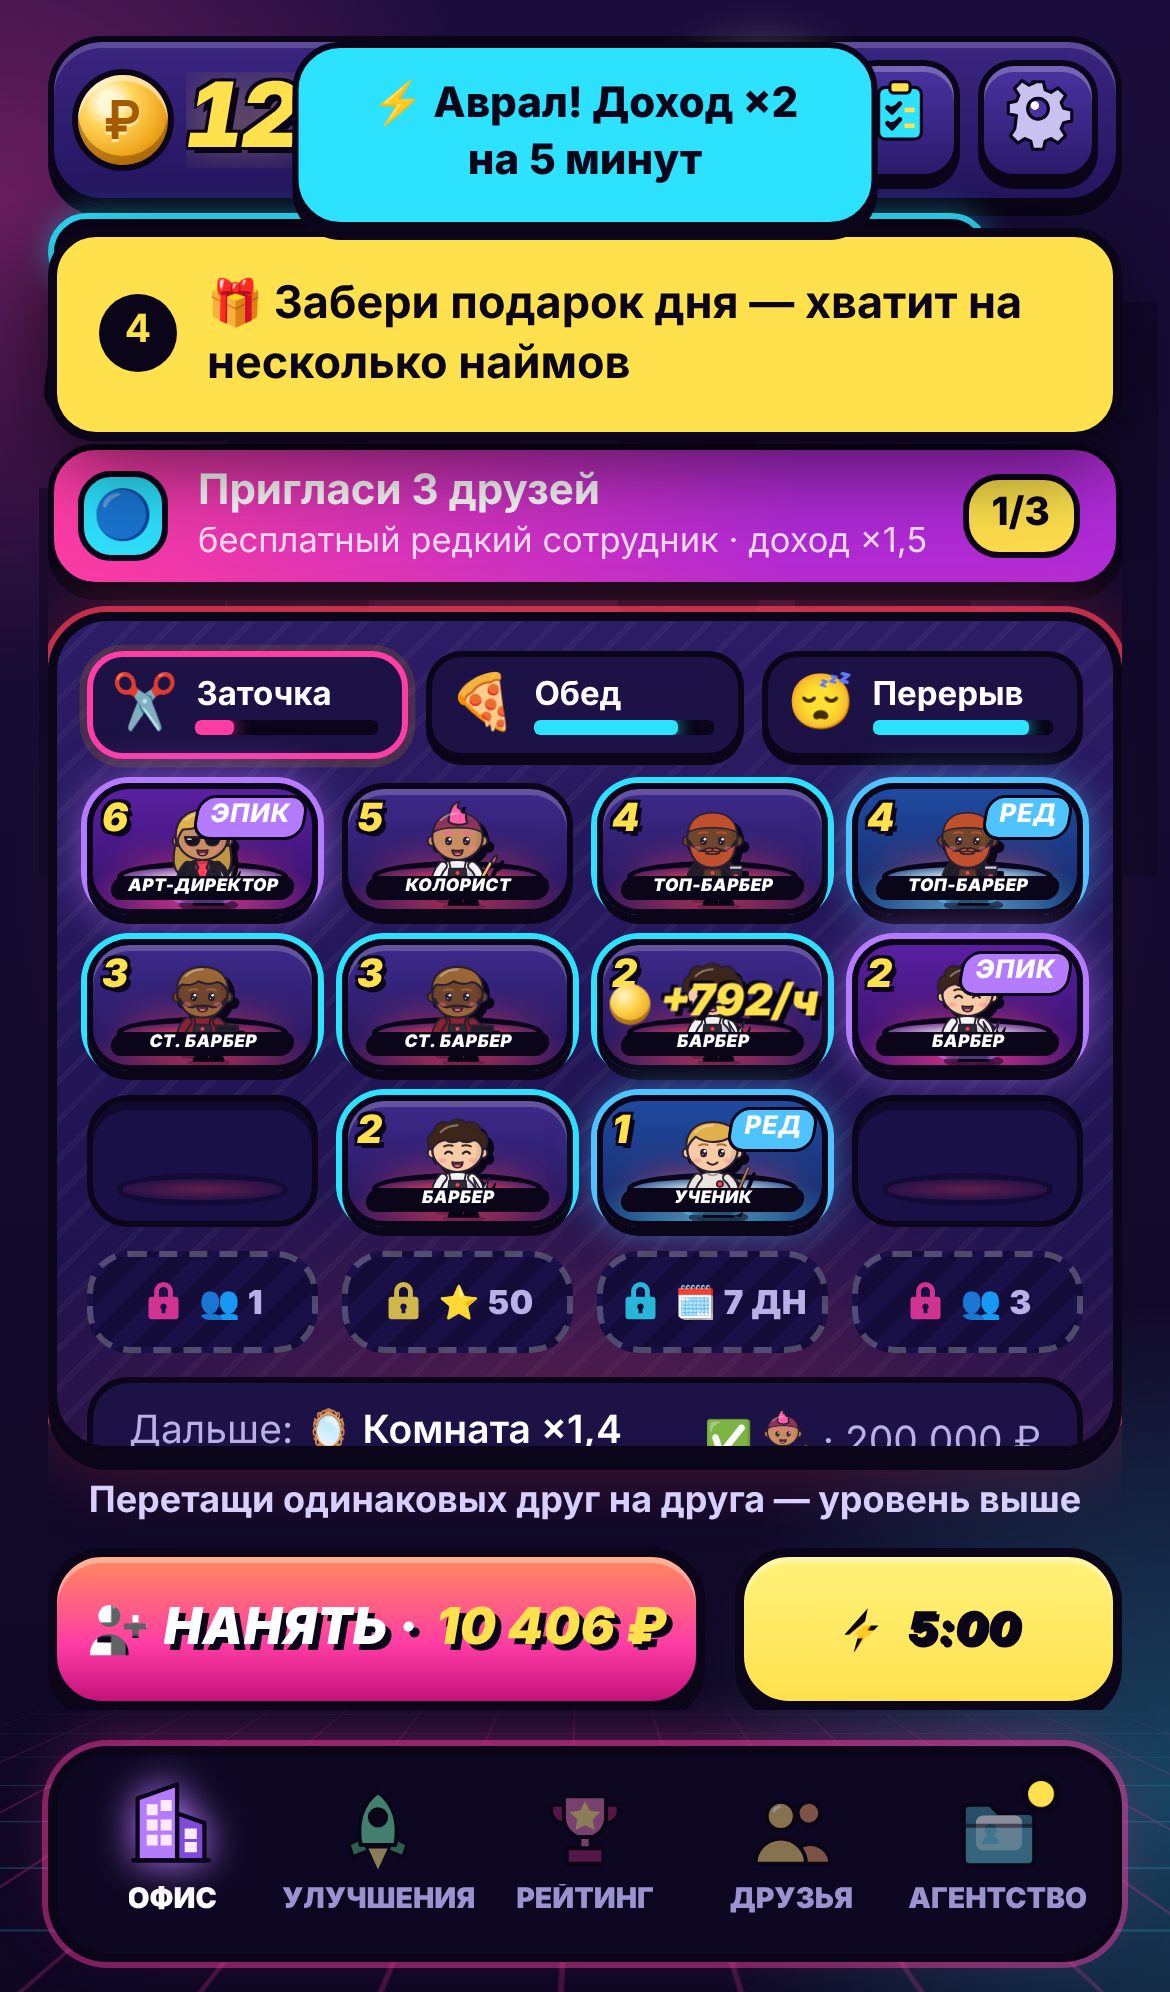 ₽ 12
⚡ Аврал! Доход ×2
на 5 минут
4
🎁 Забери подарок дня — хватит на
несколько наймов
Пригласи 3 друзей
бесплатный редкий сотрудник · доход ×1,5
1/3
Заточка
Обед
Перерыв
6 ЭПИК
АРТ-ДИРЕКТОР
5
КОЛОРИСТ
4
ТОП-БАРБЕР
4 РЕД
ТОП-БАРБЕР
3
СТ. БАРБЕР
3
СТ. БАРБЕР
2
+792/ч
БАРБЕР
2 ЭПИК
БАРБЕР
2
БАРБЕР
1 РЕД
УЧЕНИК
1
50
7 ДН
3
Дальше: Комната ×1,4
· 200 000 ₽
Перетащи одинаковых друг на друга — уровень выше
НАНЯТЬ · 10 406 ₽
5:00
ОФИС
УЛУЧШЕНИЯ
РЕЙТИНГ
ДРУЗЬЯ
АГЕНТСТВО